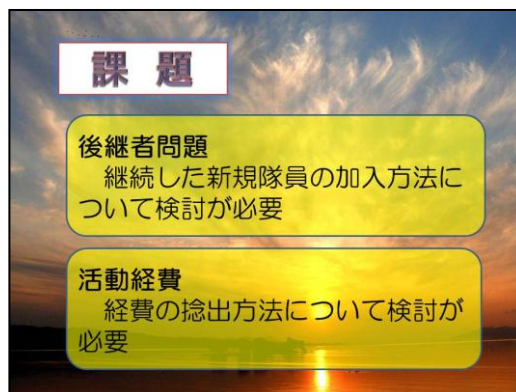 課 題
後継者問題
　継続した新規隊員の加入方法に
ついて検討が必要
活動経費
　経費の捻出方法について検討が
必要